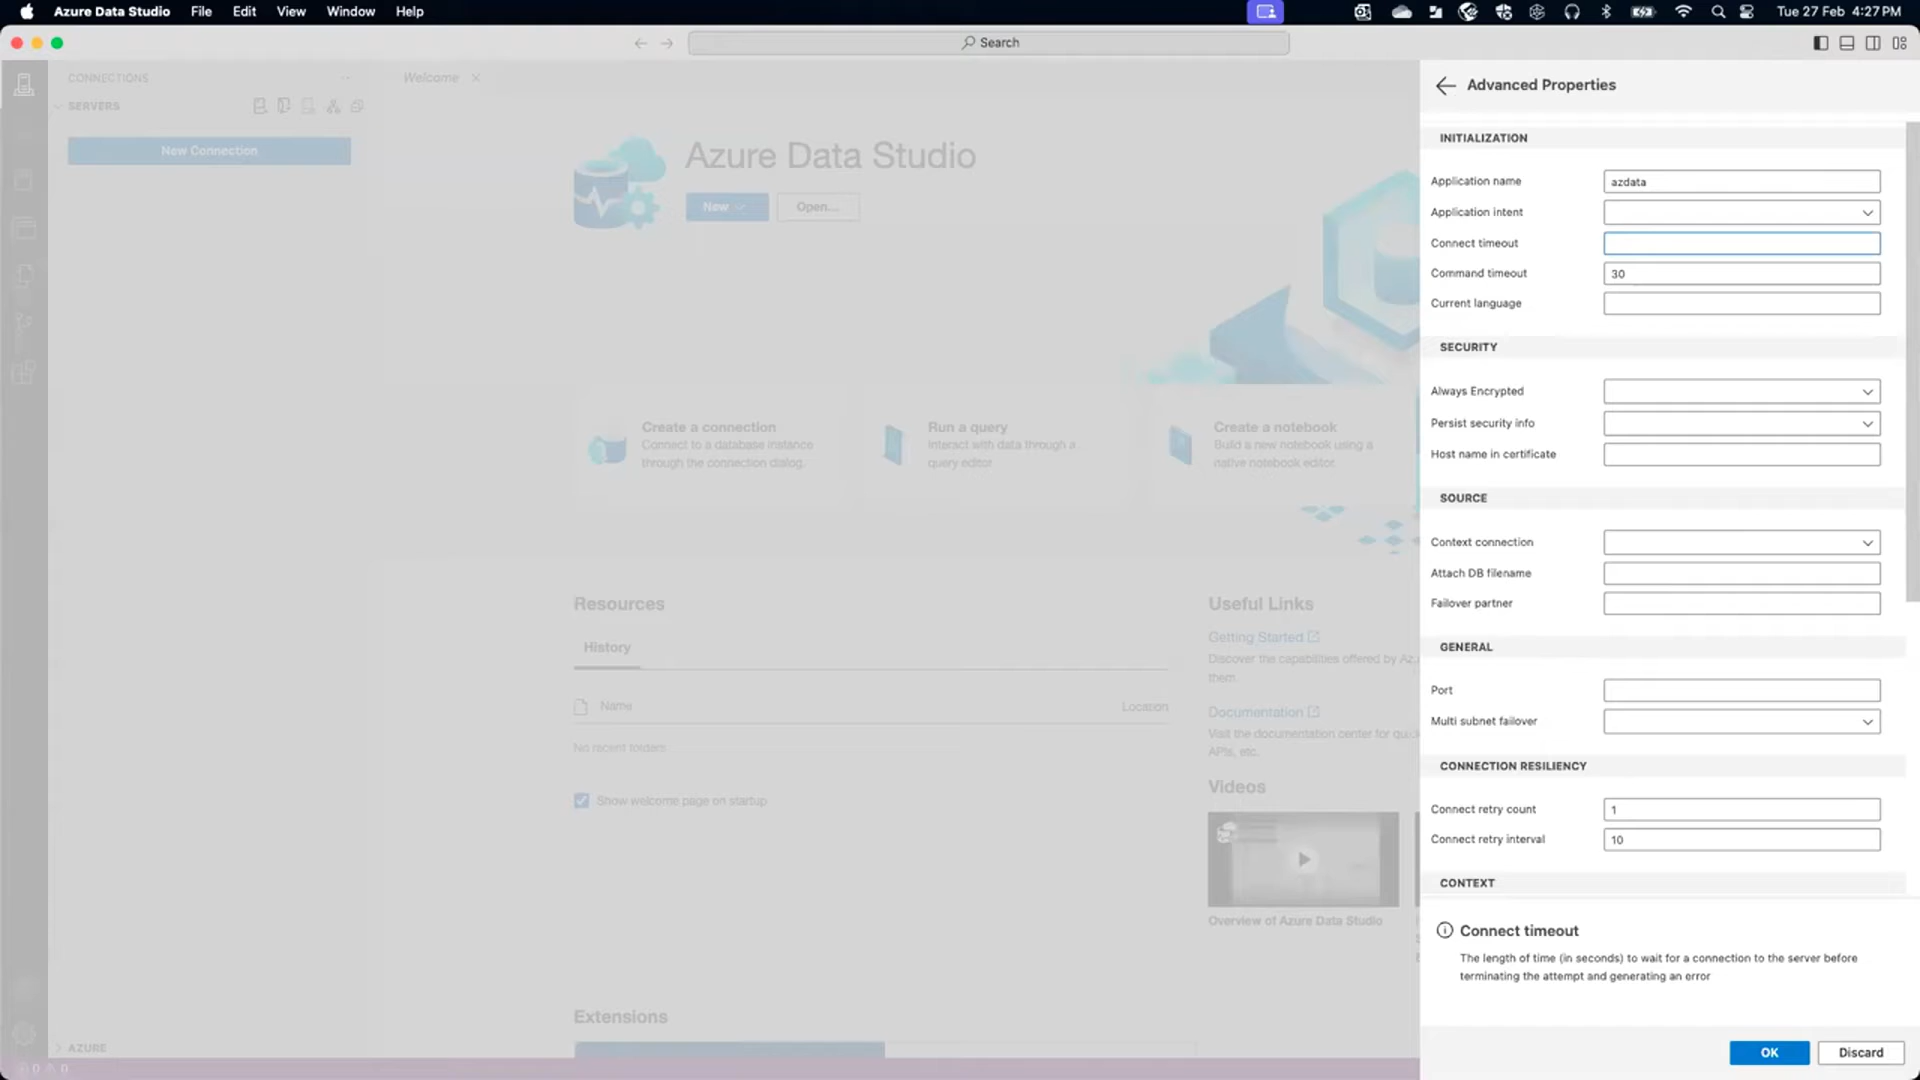 Azure Data Studio File Edit View Window Help
Tue 27 Feb 4:27 PM
Search
CONNECTIONS
SERVERS
New Connection
Welcome
Azure Data Studio
New
Open...
Create a connection
Connect to a database instance
through the connection dialog.
Run a query
Interact with data through a
query editor.
Create a notebook
Build a new notebook using a
native notebook editor.
Resources
History
Name
Location
No recent folders
Show welcome page on startup
Useful Links
Getting Started
Discover the capabilities offered by
them.
Documentation
Visit the documentation center for
APIs, etc.
Videos
Overview of Azure Data Studio
Extensions
AZURE
0 0
Advanced Properties
INITIALIZATION
Application name azdata
Application intent
Connect timeout
Command timeout 30
Current language
SECURITY
Always Encrypted
Persist security info
Host name in certificate
SOURCE
Context connection
Attach DB filename
Failover partner
GENERAL
Port
Multi subnet failover
CONNECTION RESILIENCY
Connect retry count 1
Connect retry interval 10
CONTEXT
Connect timeout
The length of time (in seconds) to wait for a connection to the server before
terminating the attempt and generating an error
OK
Discard